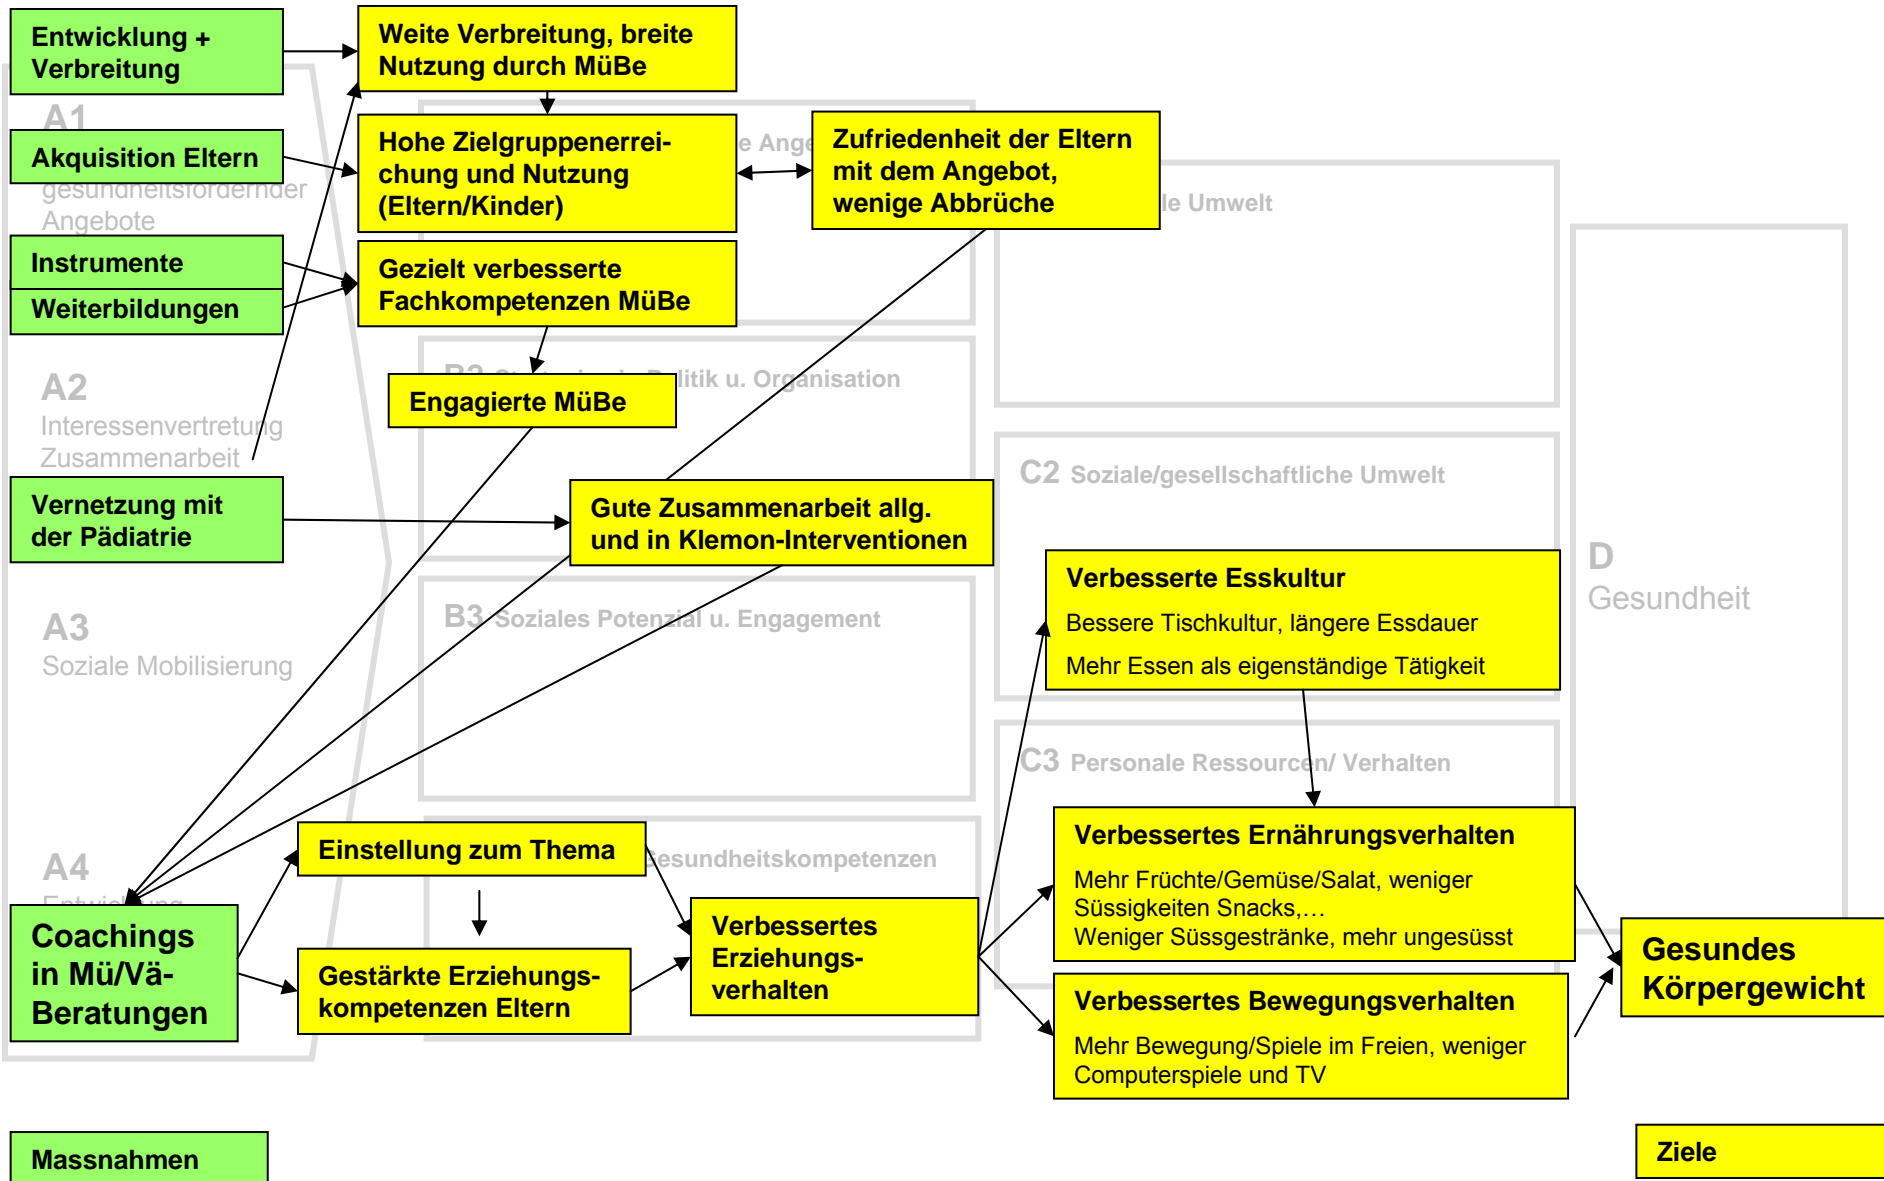 Entwicklung +
Verbreitung
Weite Verbreitung, breite
Nutzung durch MüBe
A1
Akquisition Eltern
gesundheitsfördernder
Angebote
Hohe Zielgruppenerrei-
chung und Nutzung
(Eltern/Kinder)
Zufriedenheit der Eltern
mit dem Angebot,
wenige Abbrüche
Umwelt
Instrumente
Weiterbildungen
Gezielt verbesserte
Fachkompetenzen MüBe
A2
Interessenvertretung
Zusammenarbeit
u. Organisation
Engagierte MüBe
Vernetzung mit
der Pädiatrie
Gute Zusammenarbeit allg.
und in Klemon-Interventionen
C2 Soziale/gesellschaftliche Umwelt
D
Gesundheit
A3
Soziale Mobilisierung
B3 Soziales Potenzial u. Engagement
Verbesserte Esskultur
Bessere Tischkultur, längere Essdauer
Mehr Essen als eigenständige Tätigkeit
C3 Personale Ressourcen/ Verhalten
A4
Entwicklung
Einstellung zum Thema
Gesundheitskompetenzen
Verbessertes Ernährungsverhalten
Mehr Früchte/Gemüse/Salat, weniger
Süssigkeiten Snacks,…
Weniger Süssgestränke, mehr ungesüsst
Coachings
in Mü/Vä-
Beratungen
Gestärkte Erziehungs-
kompetenzen Eltern
Verbessertes
Erziehungs-
verhalten
Verbessertes Bewegungsverhalten
Mehr Bewegung/Spiele im Freien, weniger
Computerspiele und TV
Gesundes
Körpergewicht
Massnahmen
Ziele